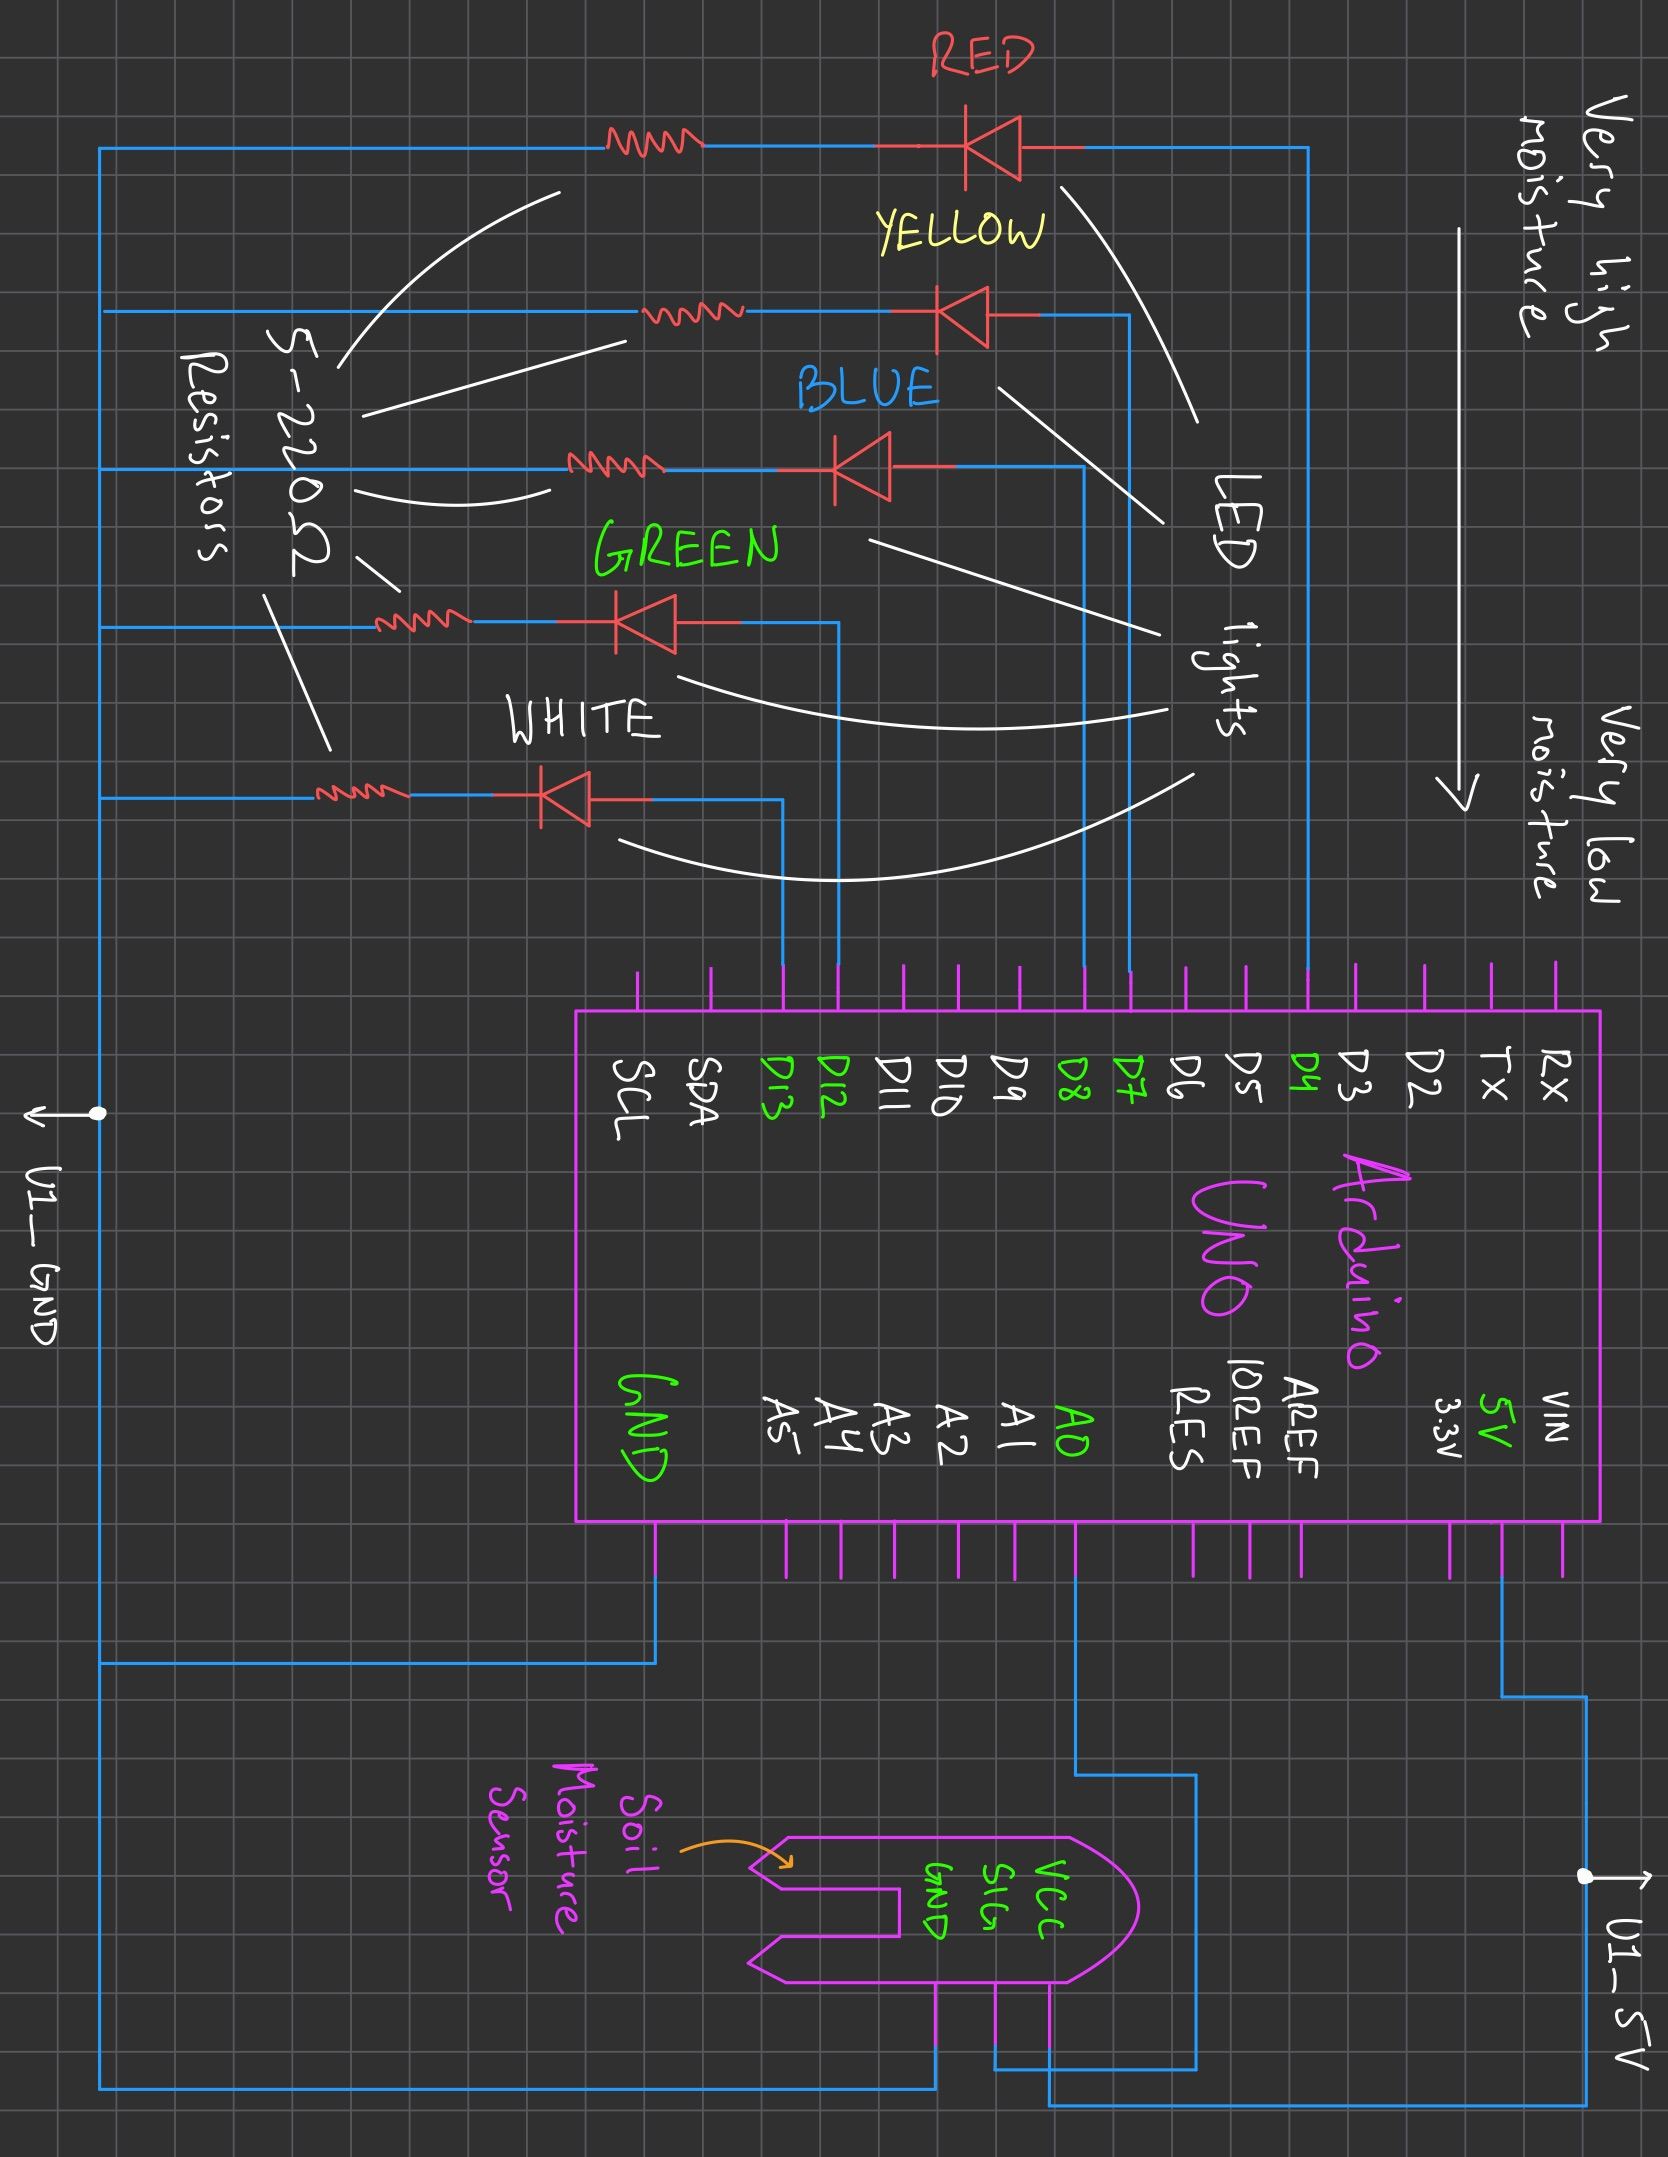 RED
YELLOW
BLUE
GREEN
WHITE
Very high
moisture
Very low
moisture
LED lights
5-220Ω
Resistors
RX
TX
D2
D3
D4
D5
D6
D7
D8
D9
D10
D11
D12
D13
SDA
SCL
Arduino
UNO
VIN
5V
3.3V
AREF
IOREF
RES
A0
A1
A2
A3
A4
A5
GND
U1_GND
U1_5V
VCC
SIG
GND
Soil
Moisture
Sensor